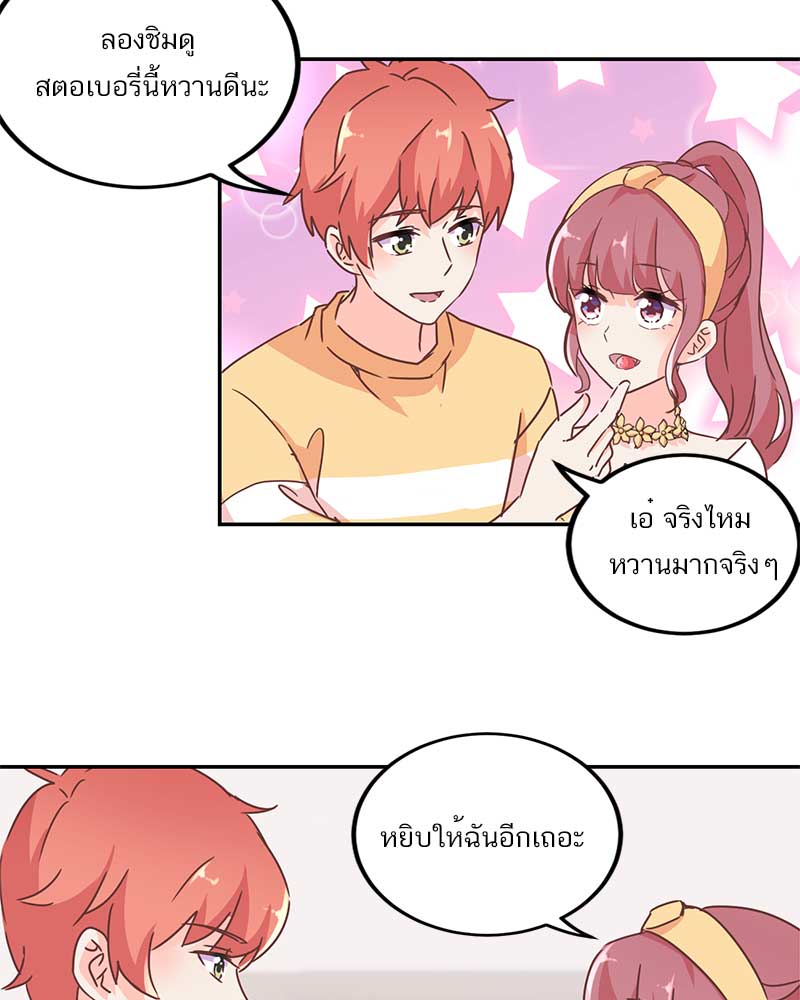 ลองชิมดู
สตอเบอรี่นี้หวานดีนะ
เอ๋ จริงไหม
หวานมากจริงๆ
หยิบให้ฉันอีกเถอะ